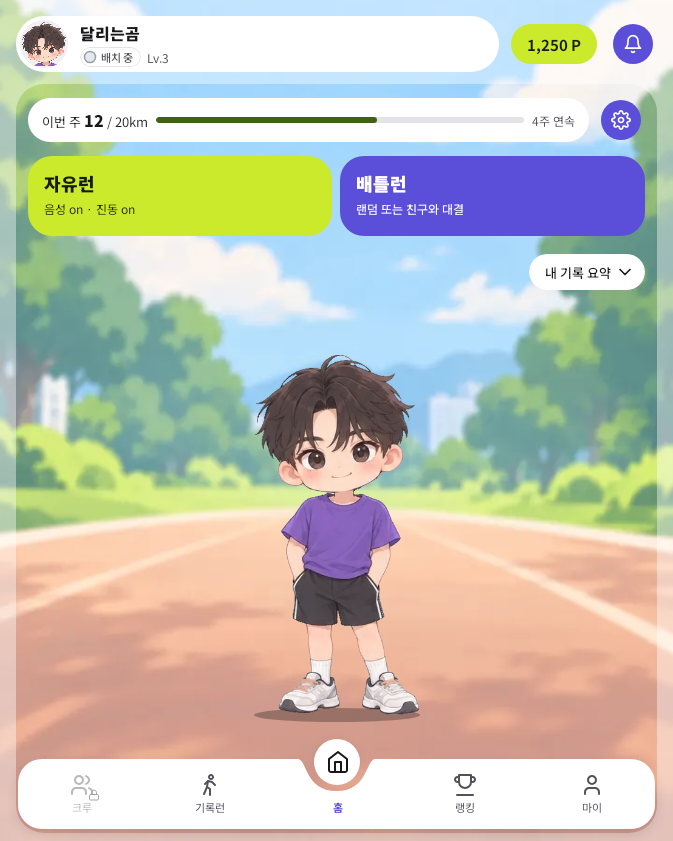 달리는곰
배치 중 Lv.3
1,250 P
이번 주 12 / 20km
4주 연속
자유런
음성 on · 진동 on
배틀런
랜덤 또는 친구와 대결
내 기록 요약
크루
기록런
홈
랭킹
마이